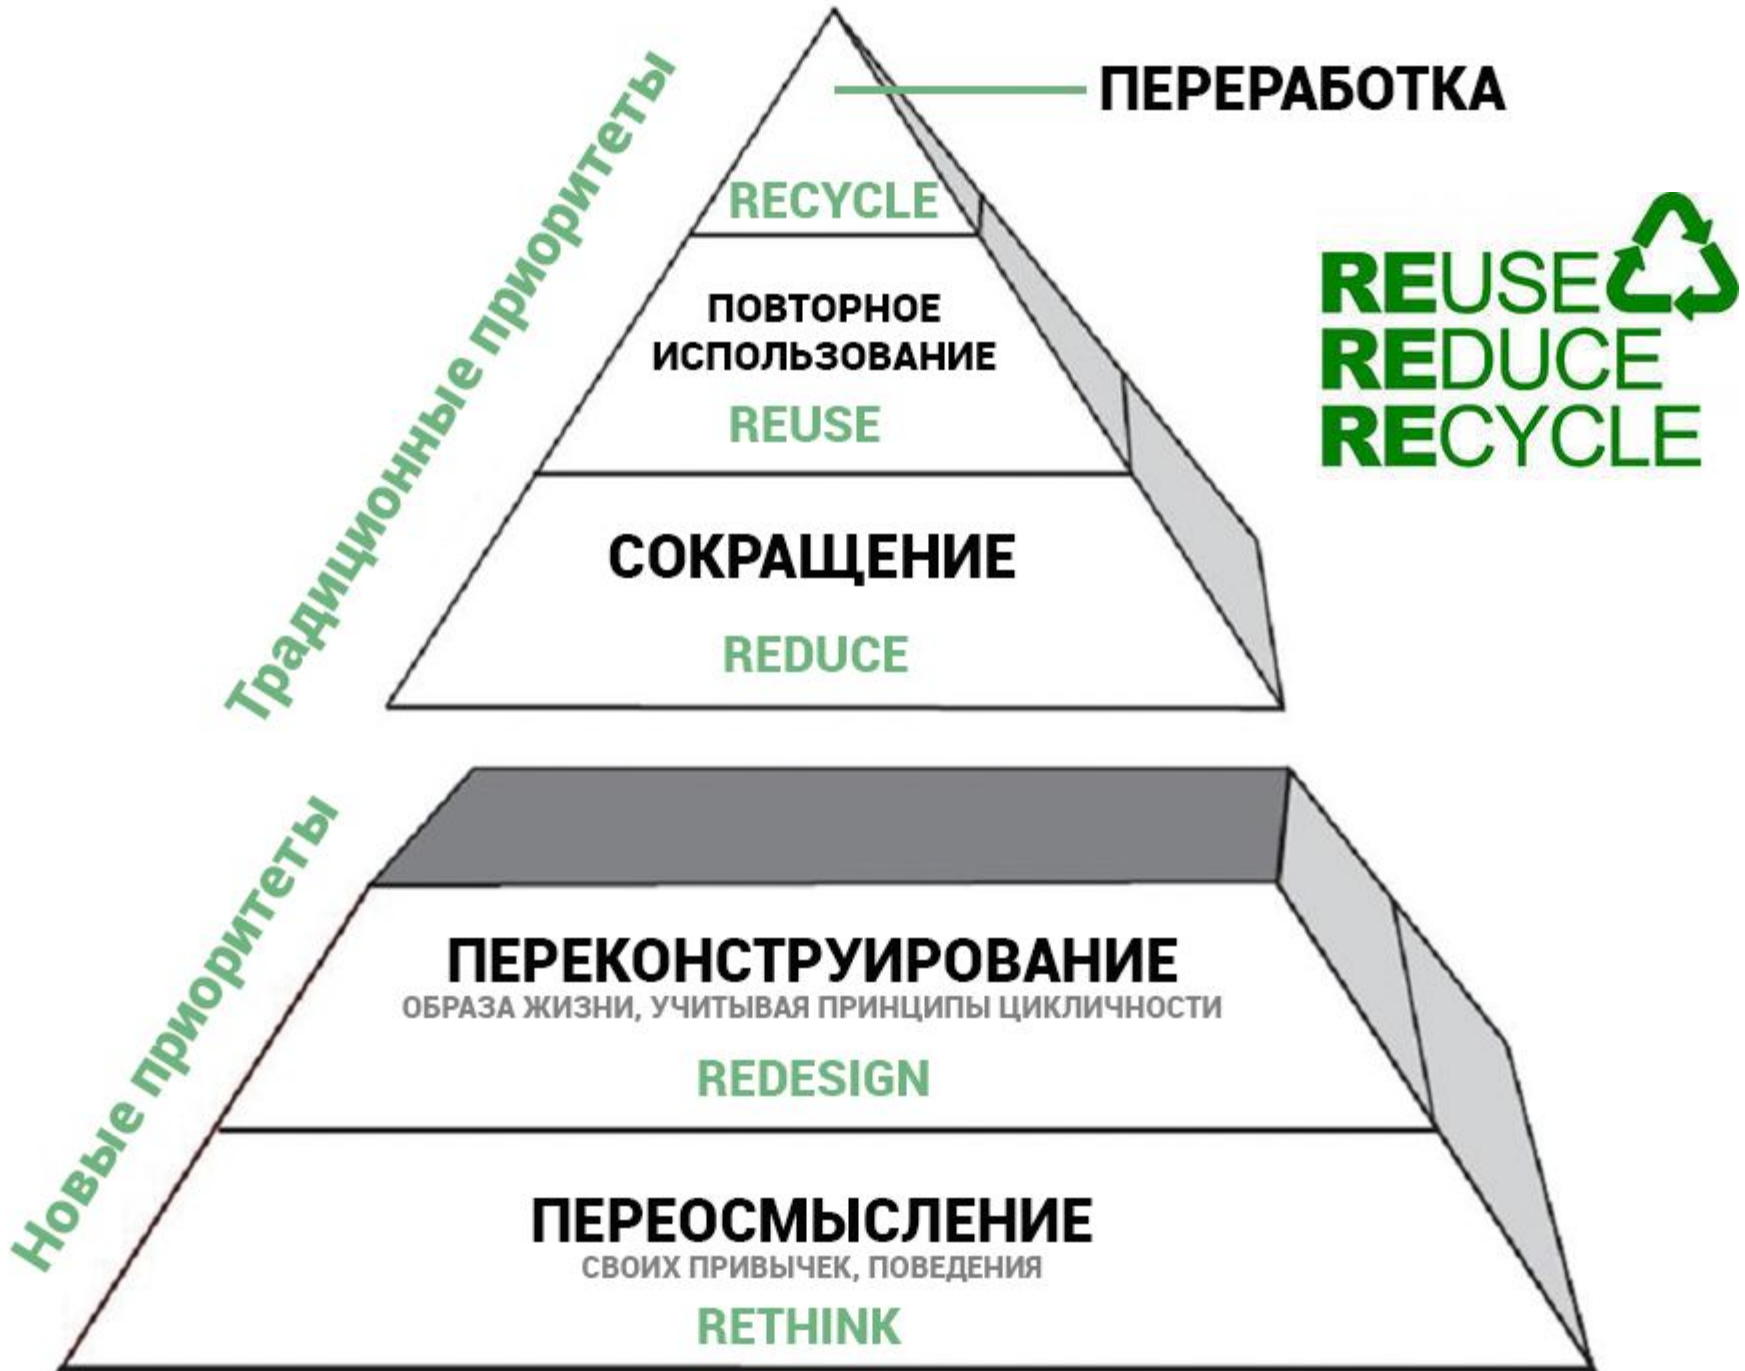 Традиционные приоритеты
ПЕРЕРАБОТКА
RECYCLE
ПОВТОРНОЕ
ИСПОЛЬЗОВАНИЕ
REUSE
REUSE
REDUCE
RECYCLE
СОКРАЩЕНИЕ
REDUCE
Новые приоритеты
ПЕРЕКОНСТРУИРОВАНИЕ
ОБРАЗА ЖИЗНИ, УЧИТЫВАЯ ПРИНЦИПЫ ЦИКЛИЧНОСТИ
REDESIGN
ПЕРЕОСМЫСЛЕНИЕ
СВОИХ ПРИВЫЧЕК, ПОВЕДЕНИЯ
RETHINK